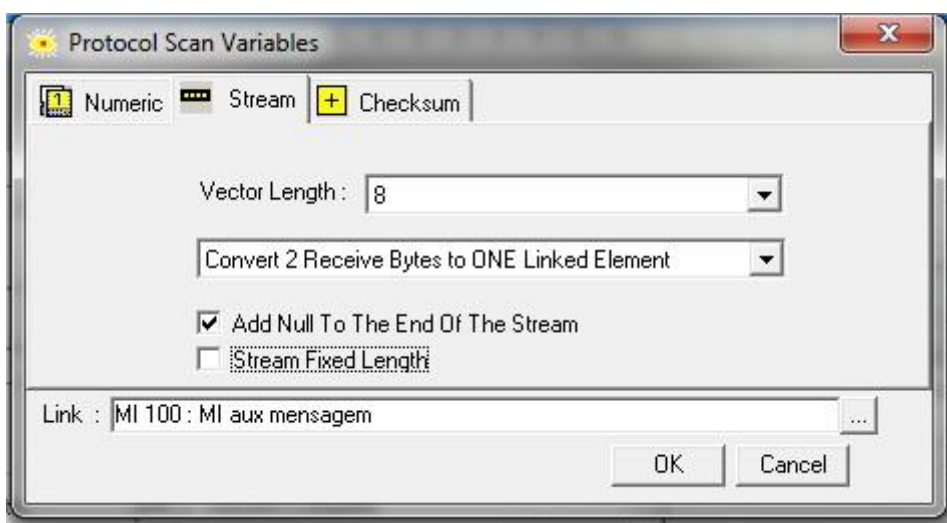 Protocol Scan Variables
Numeric Stream Checksum
Vector Length : 8
Convert 2 Receive Bytes to ONE Linked Element
Add Null To The End Of The Stream
Stream Fixed Length
Link : MI 100 : MI aux mensagem ...
OK Cancel